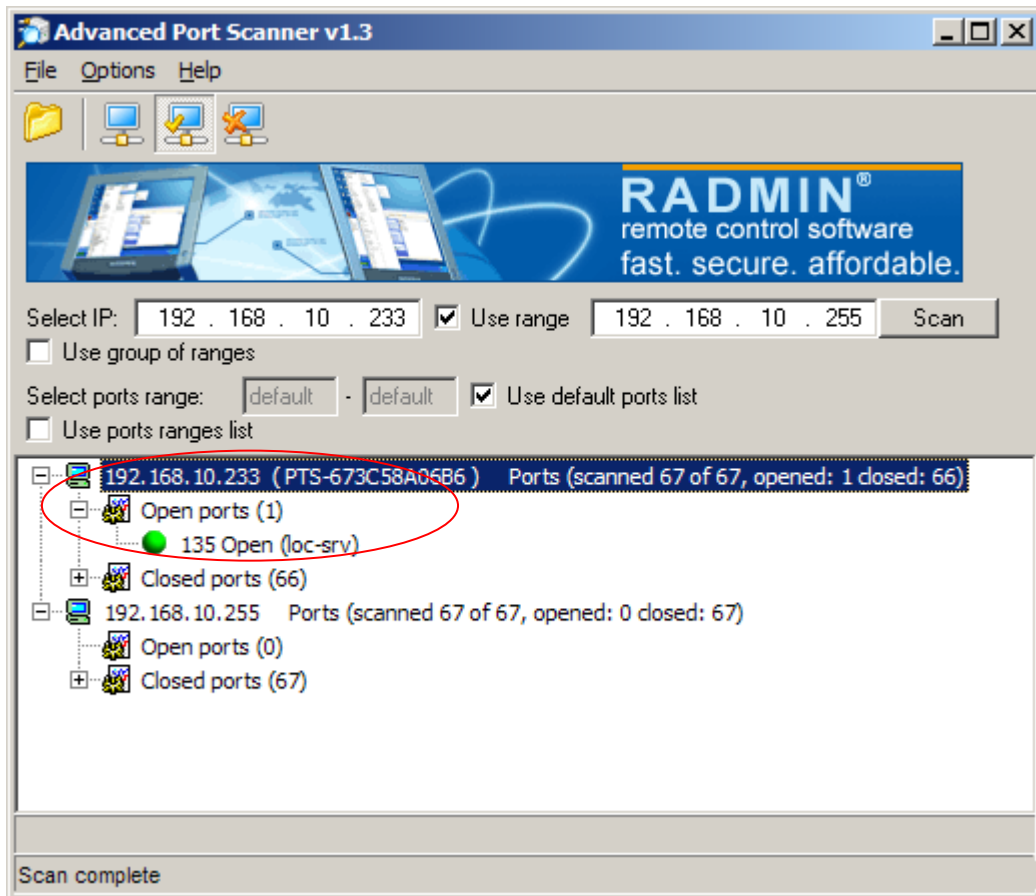 Advanced Port Scanner v1.3
File Options Help
RADMIN®
remote control software
fast. secure. affordable.
Select IP: 192 . 168 . 10 . 233 Use range 192 . 168 . 10 . 255 Scan
Use group of ranges
Select ports range: default - default Use default ports list
Use ports ranges list
192.168.10.233 ( PTS-673C58A06B6 ) Ports (scanned 67 of 67, opened: 1 closed: 66)
Open ports (1)
135 Open (loc-srv)
Closed ports (66)
192.168.10.255 Ports (scanned 67 of 67, opened: 0 closed: 67)
Open ports (0)
Closed ports (67)
Scan complete